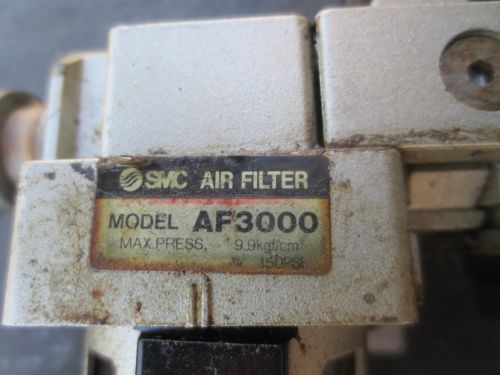 SMC AIR FILTER
MODEL AF3000
MAX. PRESS. 9.9kgf/cm²
150PSI